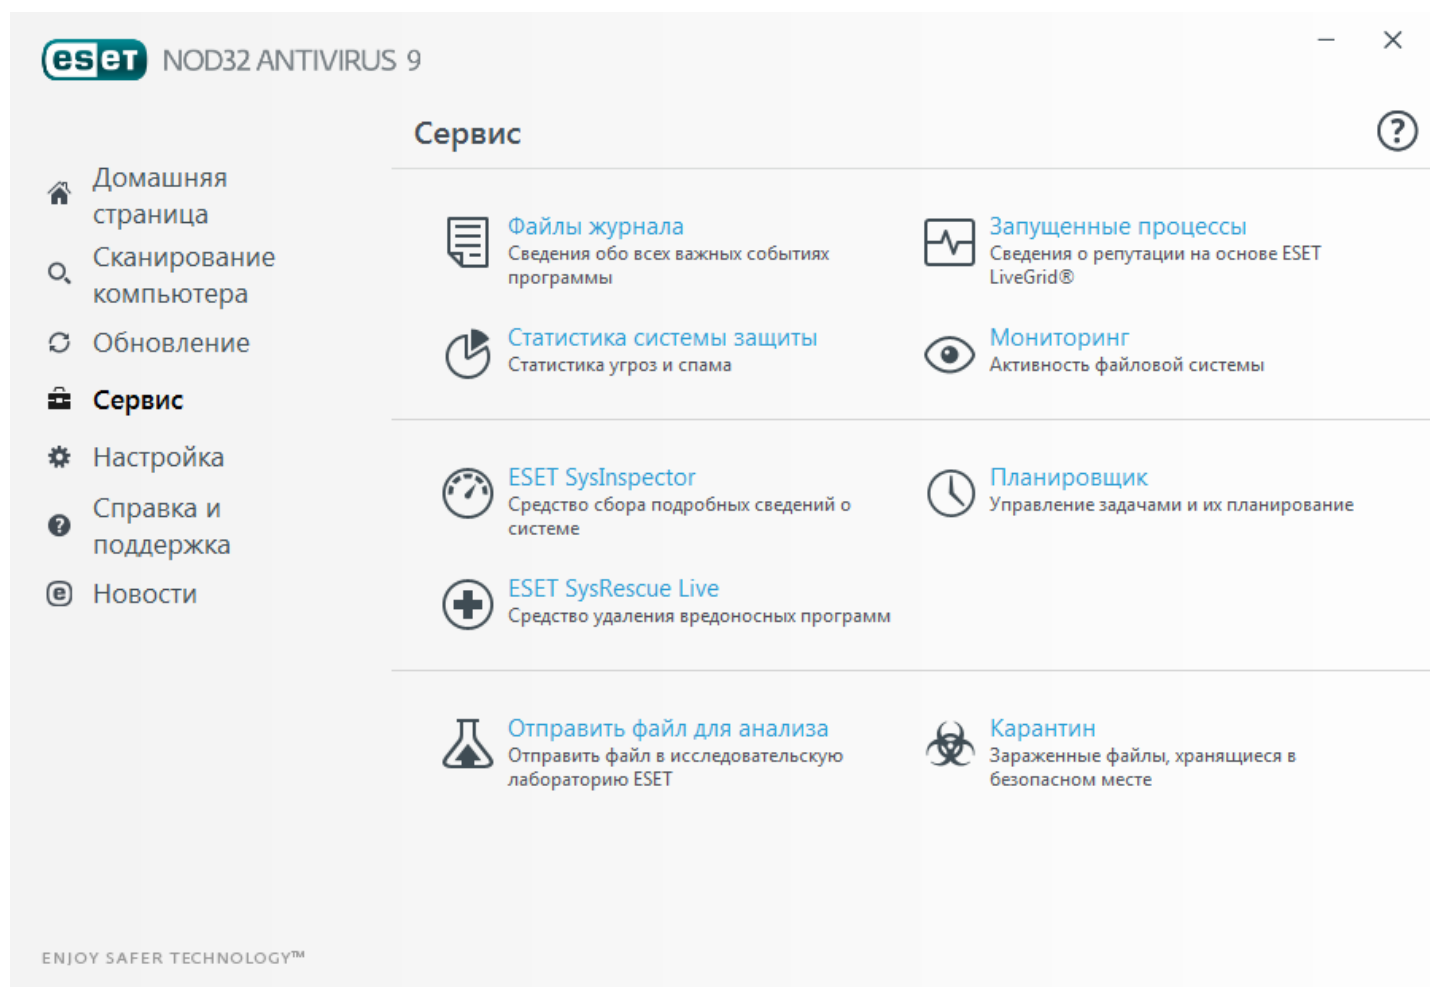 eset NOD32 ANTIVIRUS 9
Сервис
Домашняя
страница
Сканирование
компьютера
Обновление
Сервис
Настройка
Справка и
поддержка
Новости
Файлы журнала
Сведения обо всех важных событиях
программы
Запущенные процессы
Сведения о репутации на основе ESET
LiveGrid®
Статистика системы защиты
Статистика угроз и спама
Мониторинг
Активность файловой системы
ESET SysInspector
Средство сбора подробных сведений о
системе
Планировщик
Управление задачами и их планирование
ESET SysRescue Live
Средство удаления вредоносных программ
Отправить файл для анализа
Отправить файл в исследовательскую
лабораторию ESET
Карантин
Зараженные файлы, хранящиеся в
безопасном месте
ENJOY SAFER TECHNOLOGY™